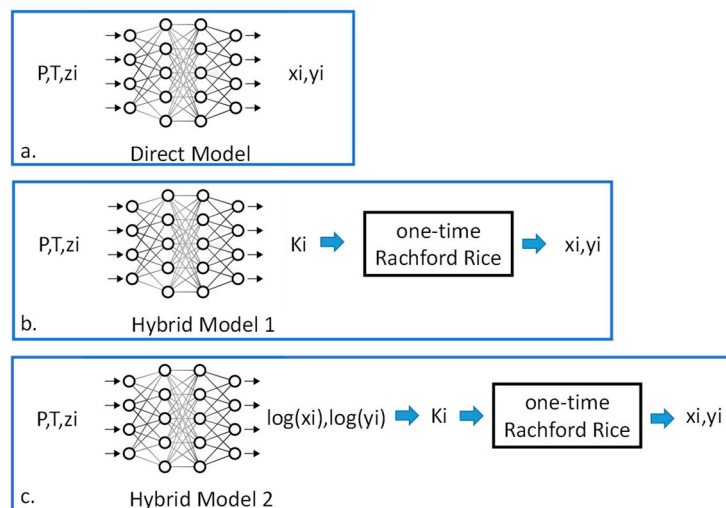 P,T,zi
xi,yi
a.
Direct Model
P,T,zi
Ki
one-time
Rachford Rice
xi,yi
b.
Hybrid Model 1
P,T,zi
log(xi),log(yi)
Ki
one-time
Rachford Rice
xi,yi
c.
Hybrid Model 2